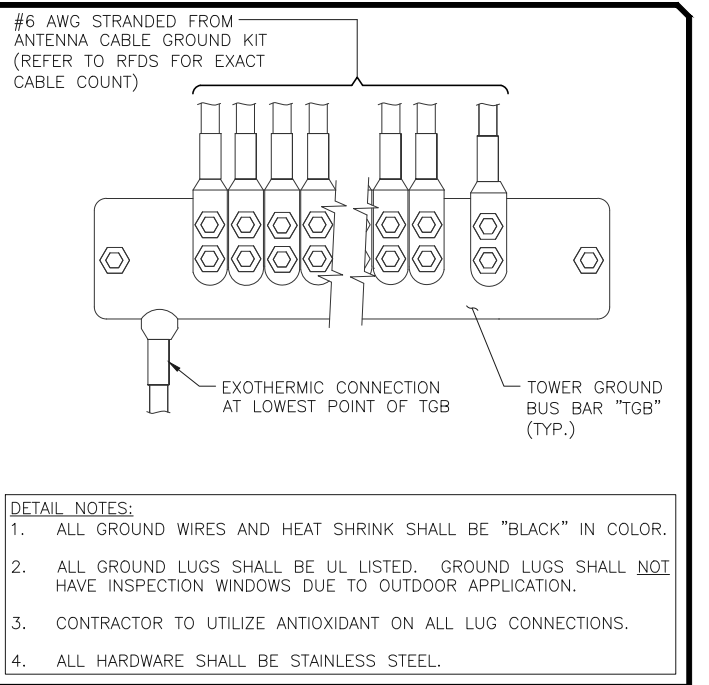 #6 AWG STRANDED FROM
ANTENNA CABLE GROUND KIT
(REFER TO RFDS FOR EXACT
CABLE COUNT)
EXOTHERMIC CONNECTION
AT LOWEST POINT OF TGB
TOWER GROUND
BUS BAR "TGB"
(TYP.)
DETAIL NOTES:
1. ALL GROUND WIRES AND HEAT SHRINK SHALL BE "BLACK" IN COLOR.
2. ALL GROUND LUGS SHALL BE UL LISTED. GROUND LUGS SHALL NOT
HAVE INSPECTION WINDOWS DUE TO OUTDOOR APPLICATION.
3. CONTRACTOR TO UTILIZE ANTIOXIDANT ON ALL LUG CONNECTIONS.
4. ALL HARDWARE SHALL BE STAINLESS STEEL.